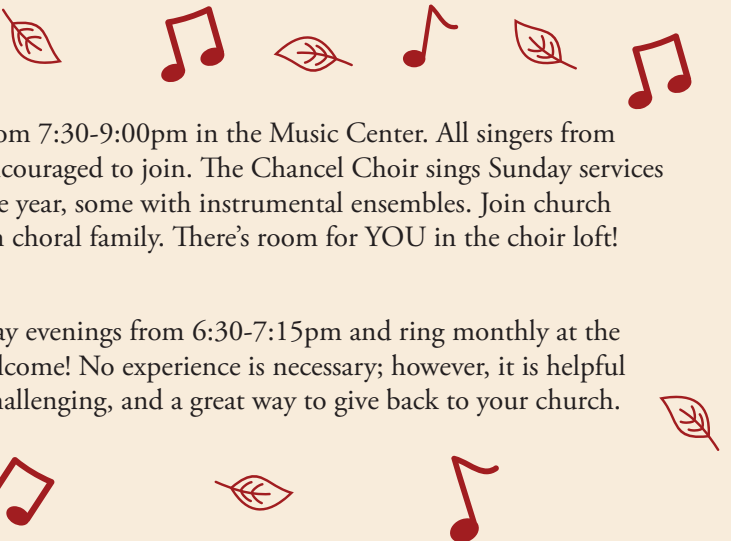 om 7:30-9:00pm in the Music Center. All singers from
couraged to join. The Chancel Choir sings Sunday services
e year, some with instrumental ensembles. Join church
choral family. There's room for YOU in the choir loft!
ay evenings from 6:30-7:15pm and ring monthly at the
lcome! No experience is necessary; however, it is helpful
hallenging, and a great way to give back to your church.